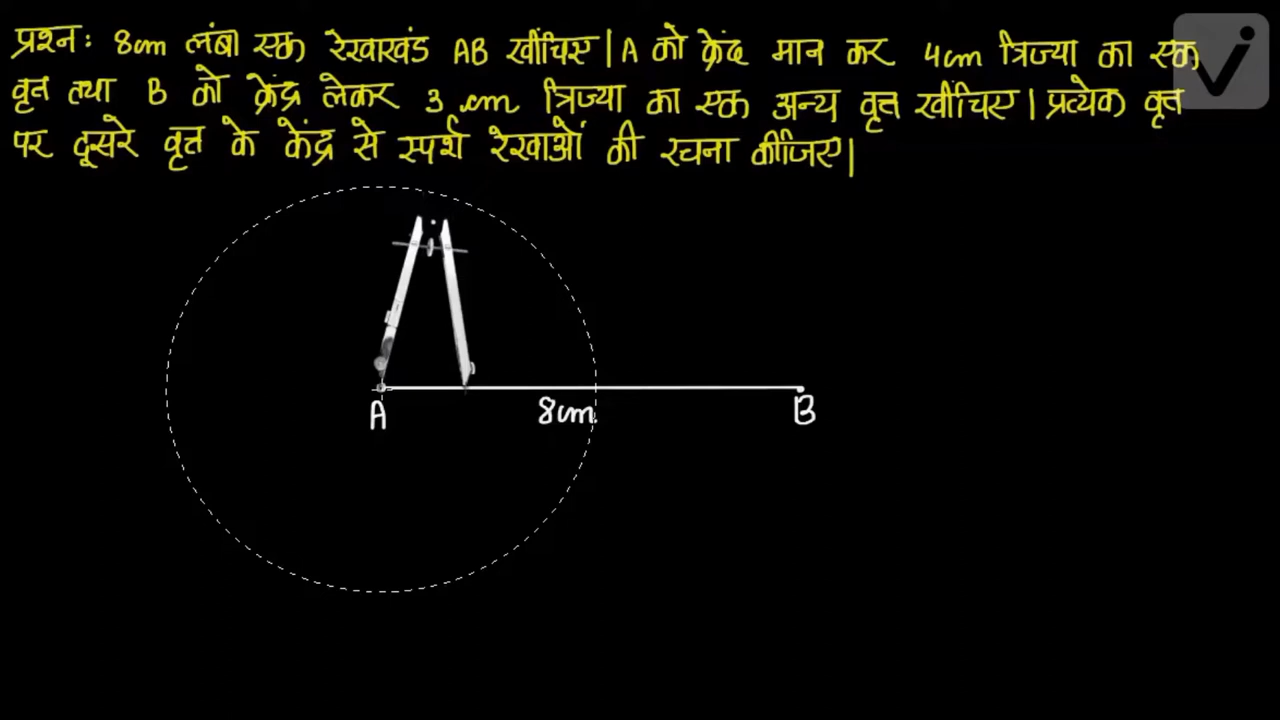 प्रश्न: 8cm लंबा एक रेखाखंड AB खींचिए | A को केंद्र मान कर 4cm त्रिज्या का एक
वृत्त तथा B को केंद्र लेकर 3 cm त्रिज्या का एक अन्य वृत्त खींचिए | प्रत्येक वृत्त
पर दूसरे वृत्त के केंद्र से स्पर्श रेखाओं की रचना कीजिए |
A 8cm. B